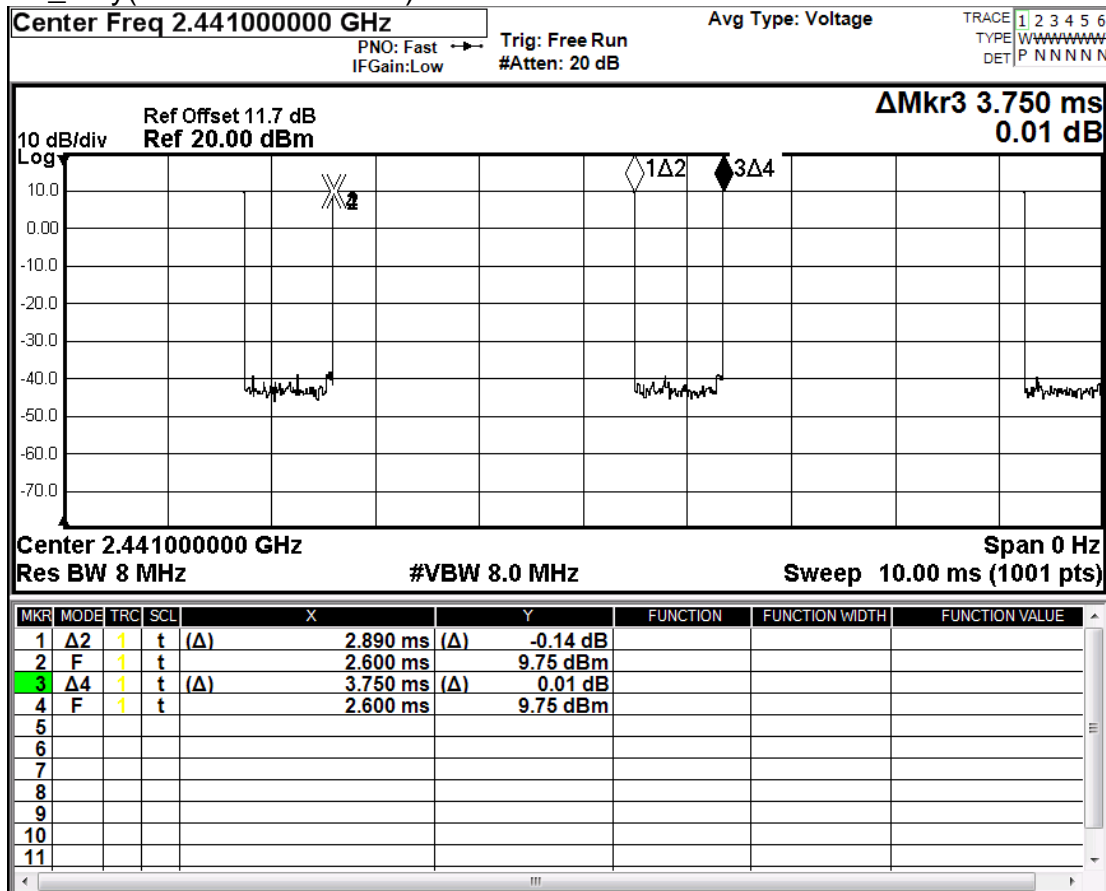 Center Freq 2.441000000 GHz
PNO: Fast
IFGain:Low
Trig: Free Run
#Atten: 20 dB
Avg Type: Voltage
TRACE 1 2 3 4 5 6
TYPE WWWWWW
DET P N N N N N
ΔMkr3 3.750 ms
0.01 dB
Ref Offset 11.7 dB
10 dB/div Ref 20.00 dBm
Log
1Δ2 3Δ4
10.0
0.00
-10.0
-20.0
-30.0
-40.0
-50.0
-60.0
-70.0
Center 2.441000000 GHz Span 0 Hz
Res BW 8 MHz #VBW 8.0 MHz Sweep 10.00 ms (1001 pts)
MKR MODE TRC SCL X Y FUNCTION FUNCTION WIDTH FUNCTION VALUE
1 Δ2 1 t (Δ) 2.890 ms (Δ) -0.14 dB
2 F 1 t 2.600 ms 9.75 dBm
3 Δ4 1 t (Δ) 3.750 ms (Δ) 0.01 dB
4 F 1 t 2.600 ms 9.75 dBm
5
6
7
8
9
10
11